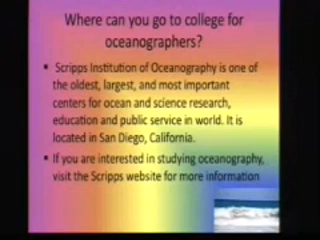 Where can you go to college for
oceanographers?
• Scripps Institution of Oceanography is one of
the oldest, largest, and most important
centers for ocean and science research,
education and public service in world. It is
located in San Diego, California.
• If you are interested in studying oceanography,
visit the Scripps website for more information